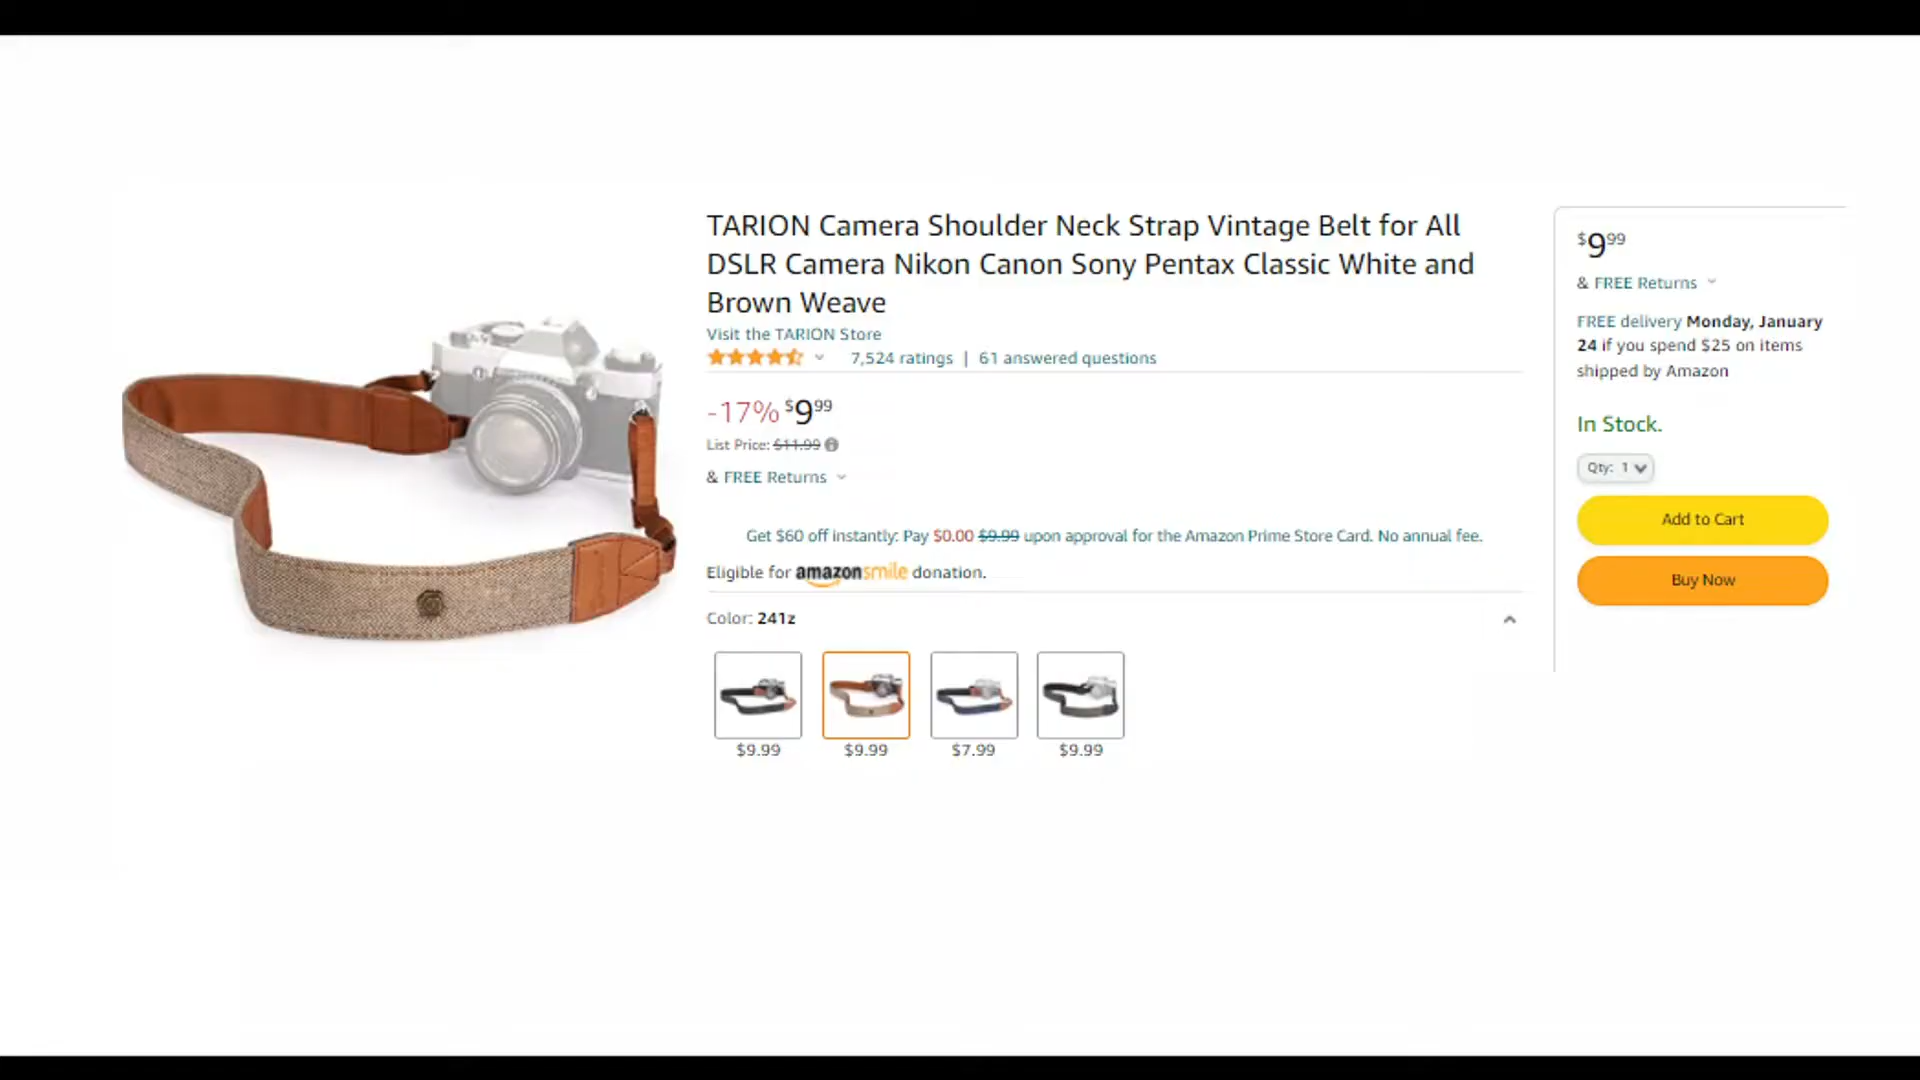 TARION Camera Shoulder Neck Strap Vintage Belt for All
DSLR Camera Nikon Canon Sony Pentax Classic White and
Brown Weave
Visit the TARION Store
7,524 ratings | 61 answered questions
-17% $9.99
List Price: $11.99
& FREE Returns
Get $60 off instantly: Pay $0.00 $9.99 upon approval for the Amazon Prime Store Card. No annual fee.
Eligible for amazonsmile donation.
Color: 241z
$9.99 $9.99 $7.99 $9.99
$9.99
& FREE Returns
FREE delivery Monday, January
24 if you spend $25 on items
shipped by Amazon
In Stock.
Qty: 1
Add to Cart
Buy Now